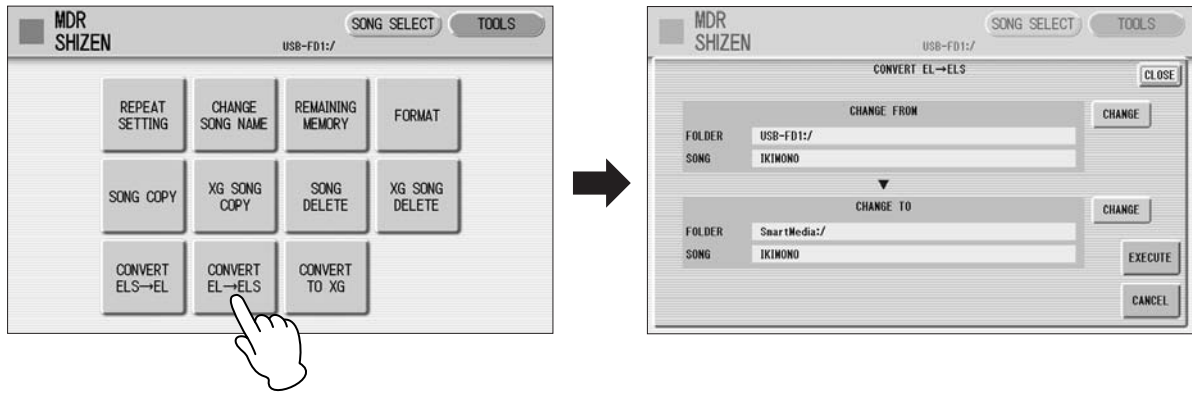 MDR
SHIZEN
SONG SELECT
TOOLS
USB-FD1:/
REPEAT
SETTING
CHANGE
SONG NAME
REMAINING
MEMORY
FORMAT
SONG COPY
XG SONG
COPY
SONG
DELETE
XG SONG
DELETE
CONVERT
ELS→EL
CONVERT
EL→ELS
CONVERT
TO XG
MDR
SHIZEN
SONG SELECT
TOOLS
USB-FD1:/
CONVERT EL→ELS
CLOSE
CHANGE FROM
CHANGE
FOLDER USB-FD1:/
SONG IKIMONO
▼
CHANGE TO
CHANGE
FOLDER SmartMedia:/
SONG IKIMONO
EXECUTE
CANCEL